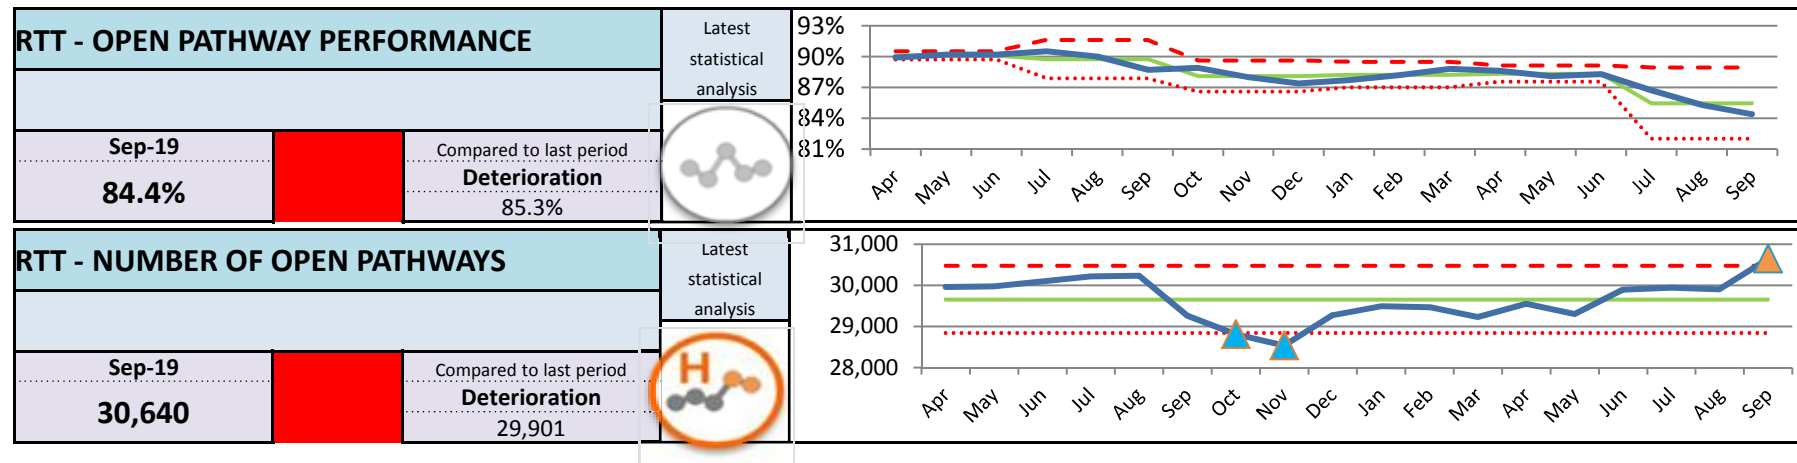 RTT - OPEN PATHWAY PERFORMANCE
Latest
statistical
analysis
Sep-19
84.4%
Compared to last period
Deterioration
85.3%
93%
90%
87%
84%
81%
Apr May Jun Jul Aug Sep Oct Nov Dec Jan Feb Mar Apr May Jun Jul Aug Sep
RTT - NUMBER OF OPEN PATHWAYS
Latest
statistical
analysis
Sep-19
30,640
Compared to last period
Deterioration
29,901
H
31,000
30,000
29,000
28,000
Apr May Jun Jul Aug Sep Oct Nov Dec Jan Feb Mar Apr May Jun Jul Aug Sep